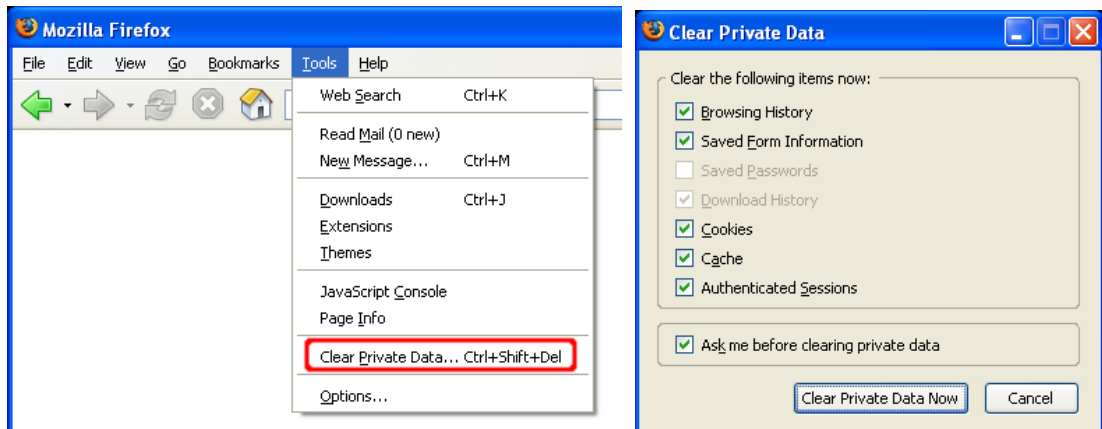 Mozilla Firefox
File Edit View Go Bookmarks Tools Help
Web Search Ctrl+K
Read Mail (0 new)
New Message... Ctrl+M
Downloads Ctrl+J
Extensions
Themes
JavaScript Console
Page Info
Clear Private Data... Ctrl+Shift+Del
Options...
Clear Private Data
Clear the following items now:
Browsing History
Saved Form Information
Saved Passwords
Download History
Cookies
Cache
Authenticated Sessions
Ask me before clearing private data
Clear Private Data Now Cancel